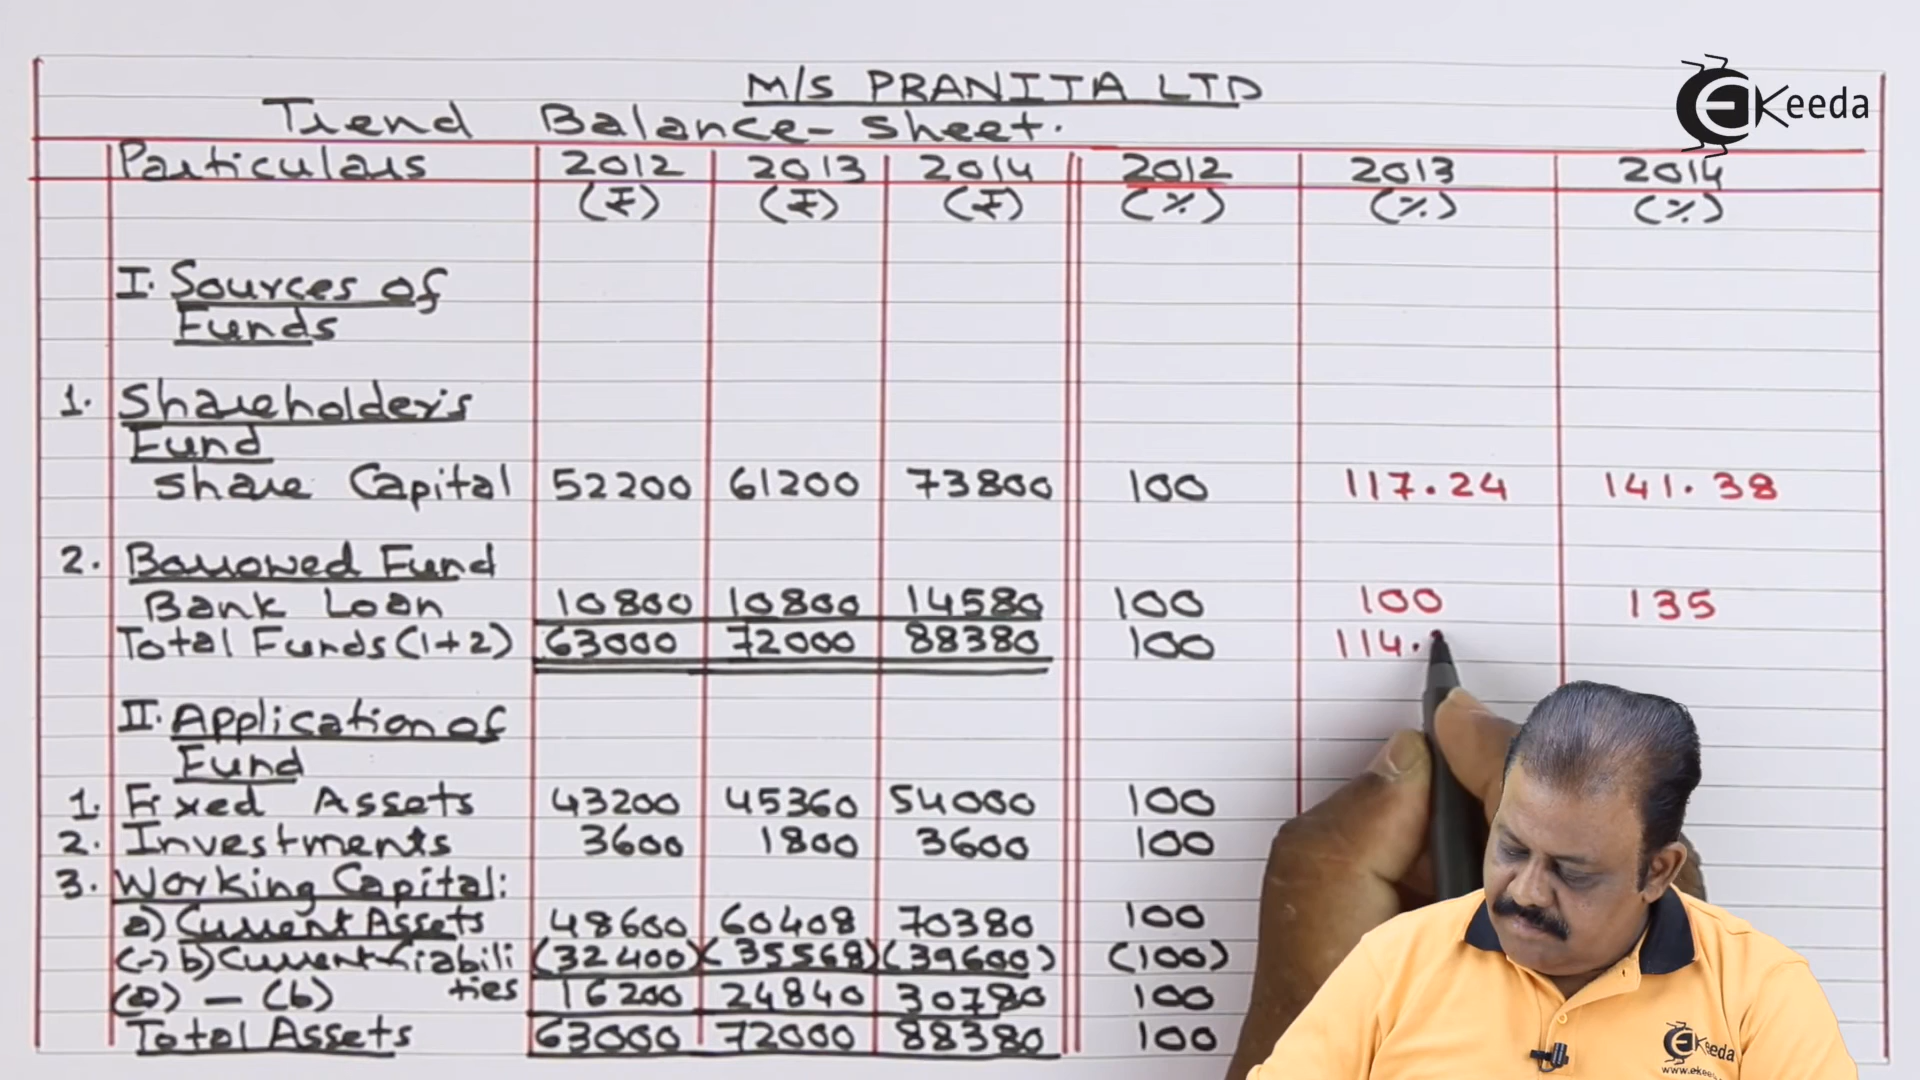 M/S PRANITA LTD
Trend Balance-Sheet.
EKeeda
Particulars 2012 2013 2014 2012 2013 2014
(₹) (₹) (₹) (%) (%) (%)
I. Sources of
Funds
1. Shareholder's
Fund
Share Capital 52200 61200 73800 100 117.24 141.38
2. Borrowed Fund
Bank Loan 10800 10800 14580 100 100 135
Total Funds (1+2) 63000 72000 88380 100 114.
II. Application of
Fund
1. Fixed Assets 43200 45360 54000 100
2. Investments 3600 1800 3600 100
3. Working Capital:
a) Current Assets 48600 60408 70380 100
(-) b) Current Liabili (32400) (35568) (39600) (100)
(a) - (b) ties 16200 24840 30780 100
Total Assets 63000 72000 88380 100
EKeeda